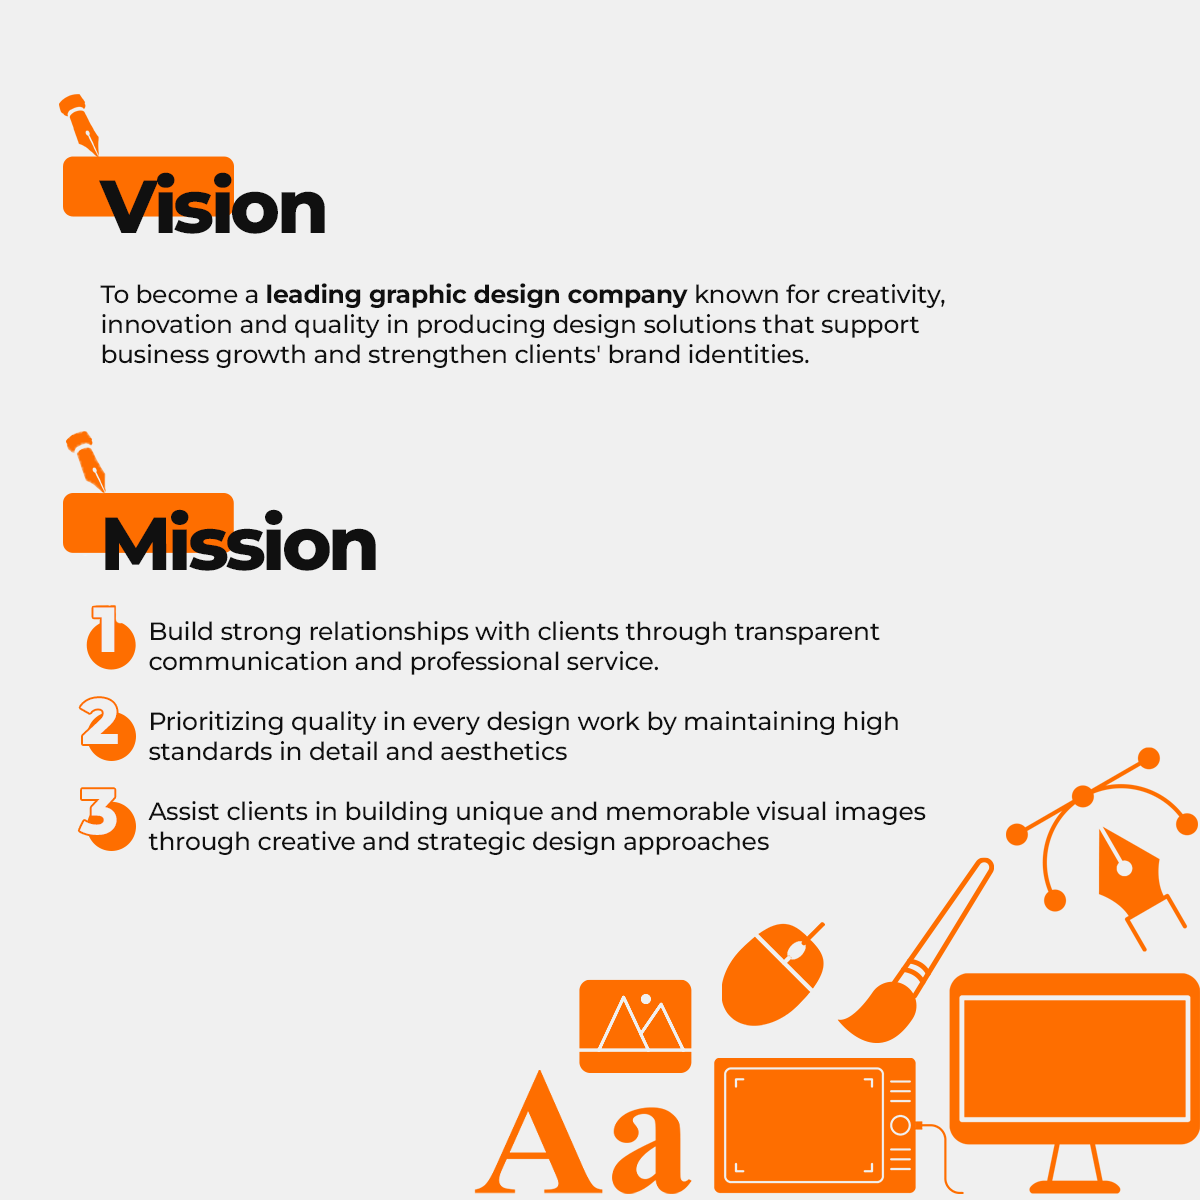 Vision
To become a leading graphic design company known for creativity,
innovation and quality in producing design solutions that support
business growth and strengthen clients' brand identities.
Mission
1 Build strong relationships with clients through transparent
communication and professional service.
2 Prioritizing quality in every design work by maintaining high
standards in detail and aesthetics
3 Assist clients in building unique and memorable visual images
through creative and strategic design approaches
Aa